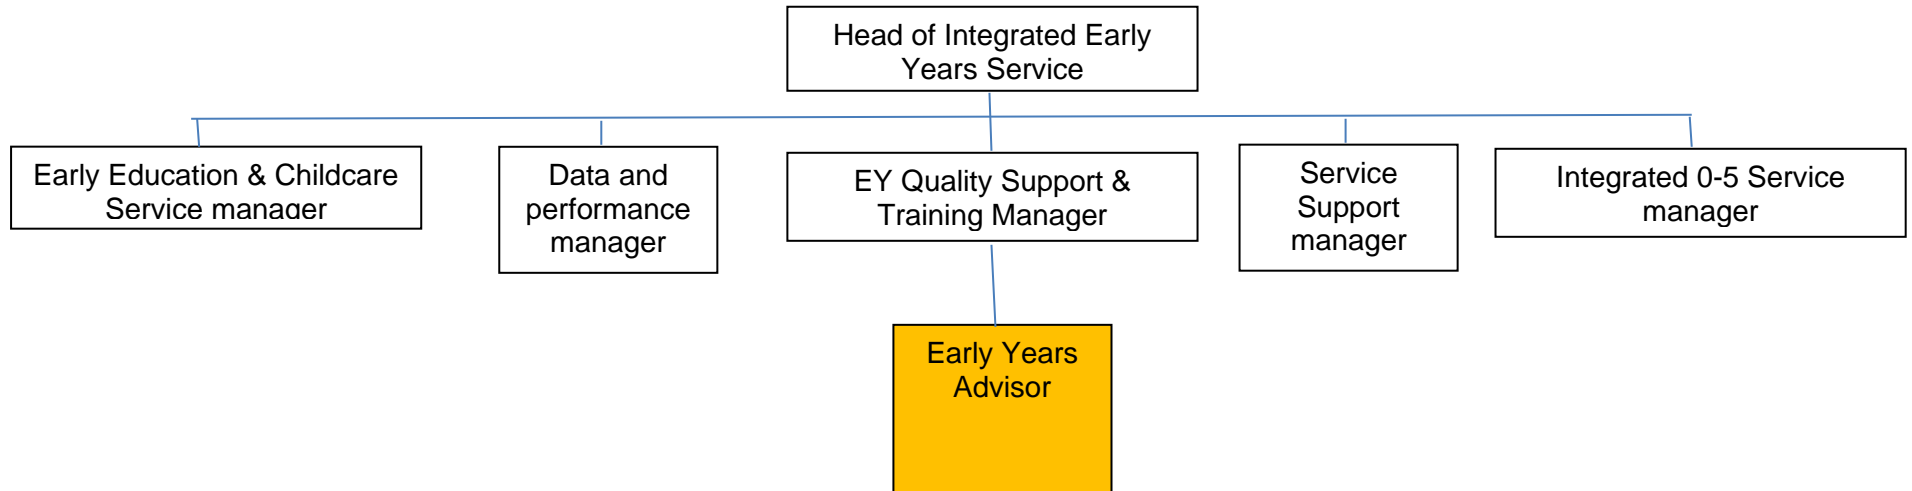 Head of Integrated Early
Years Service
Early Education & Childcare
Service manager
Data and
performance
manager
EY Quality Support &
Training Manager
Service
Support
manager
Integrated 0-5 Service
manager
Early Years
Advisor